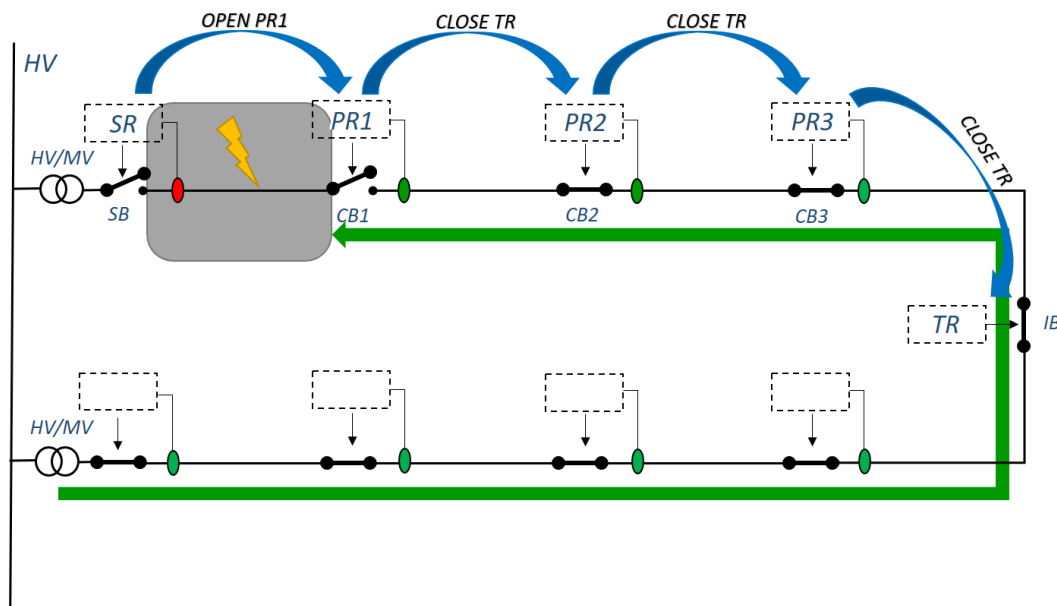 OPEN PR1
CLOSE TR
CLOSE TR
HV
SR
PR1
PR2
PR3
CLOSE TR
HV/MV
SB
CB1
CB2
CB3
TR
IB
HV/MV